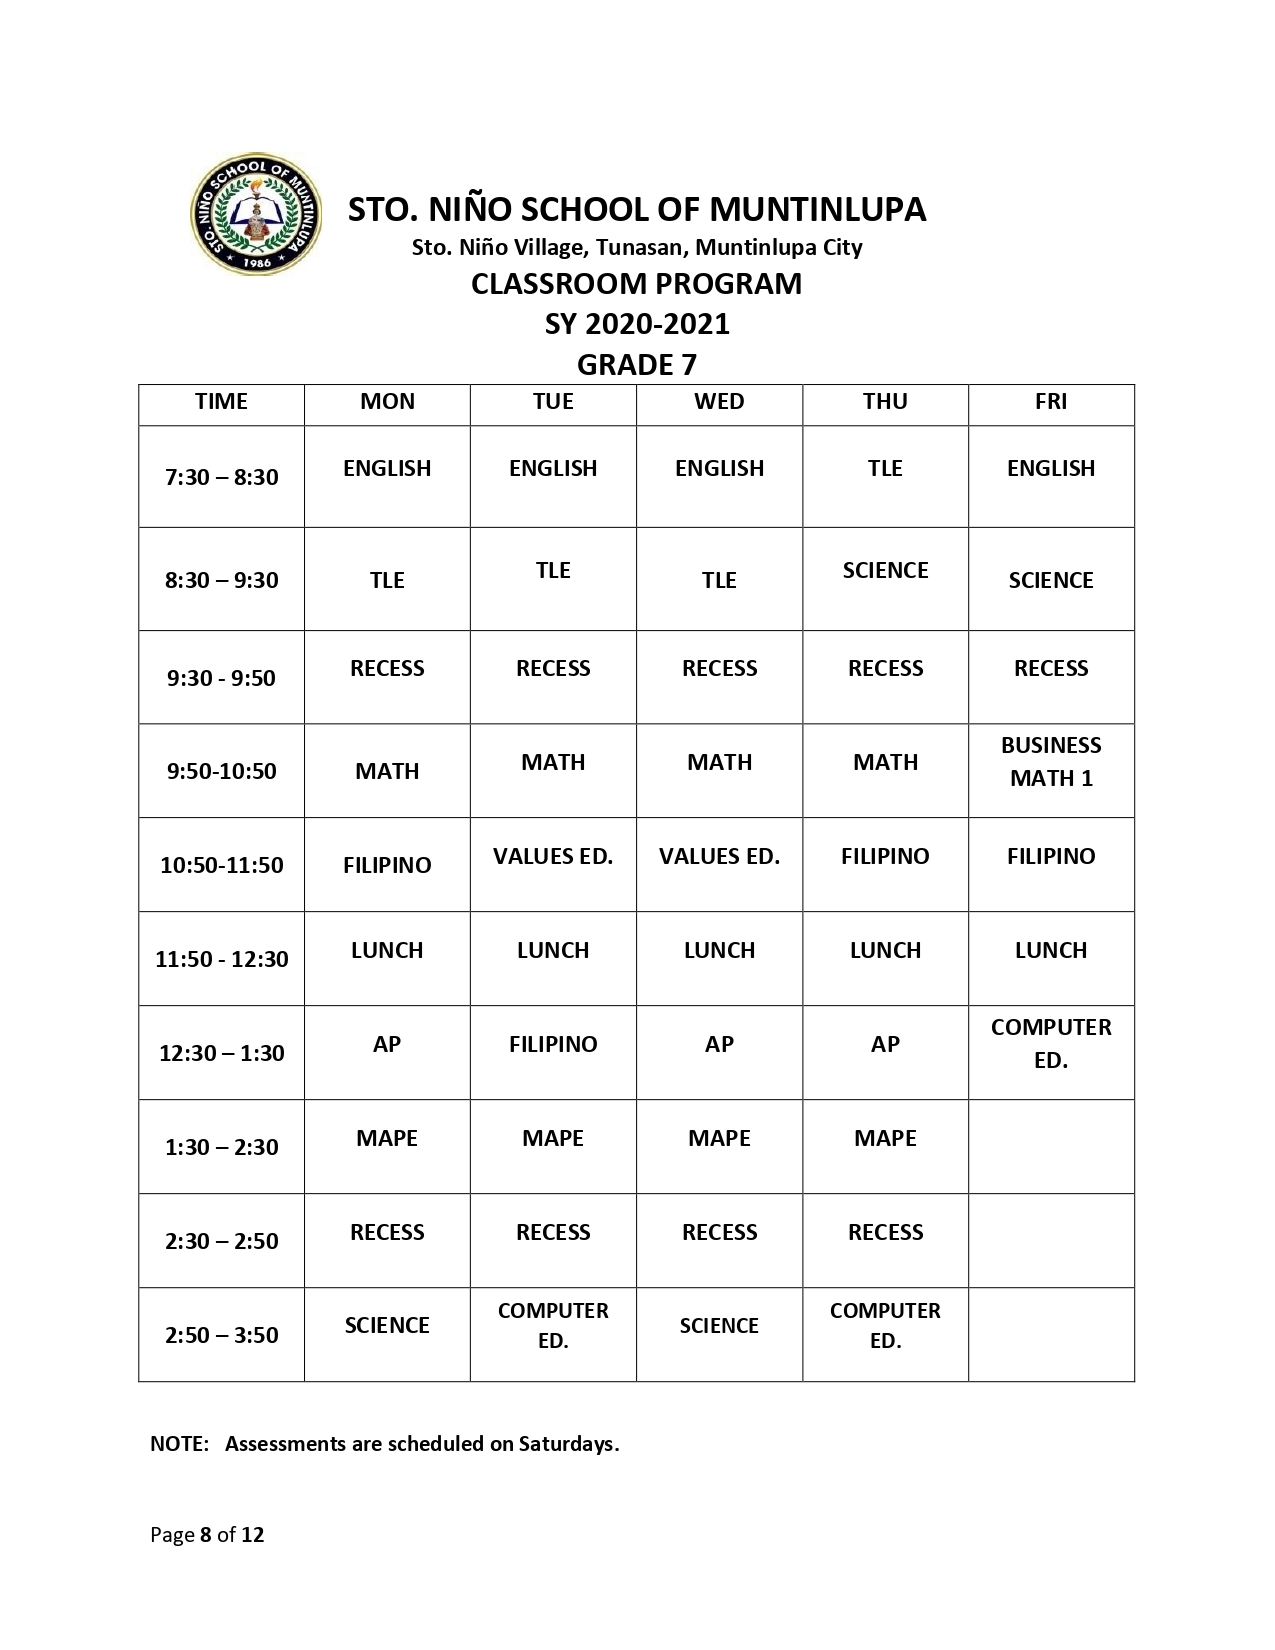 STO. NIÑO SCHOOL OF MUNTINLUPA
1986
STO. NIÑO SCHOOL OF MUNTINLUPA
Sto. Niño Village, Tunasan, Muntinlupa City
CLASSROOM PROGRAM
SY 2020-2021
GRADE 7
TIME MON TUE WED THU FRI
7:30 – 8:30 ENGLISH ENGLISH ENGLISH TLE ENGLISH
8:30 – 9:30 TLE TLE TLE SCIENCE SCIENCE
9:30 - 9:50 RECESS RECESS RECESS RECESS RECESS
9:50-10:50 MATH MATH MATH MATH BUSINESS
MATH 1
10:50-11:50 FILIPINO VALUES ED. VALUES ED. FILIPINO FILIPINO
11:50 - 12:30 LUNCH LUNCH LUNCH LUNCH LUNCH
12:30 – 1:30 AP FILIPINO AP AP COMPUTER
ED.
1:30 – 2:30 MAPE MAPE MAPE MAPE
2:30 – 2:50 RECESS RECESS RECESS RECESS
2:50 – 3:50 SCIENCE COMPUTER SCIENCE COMPUTER
ED. ED.
NOTE: Assessments are scheduled on Saturdays.
Page 8 of 12